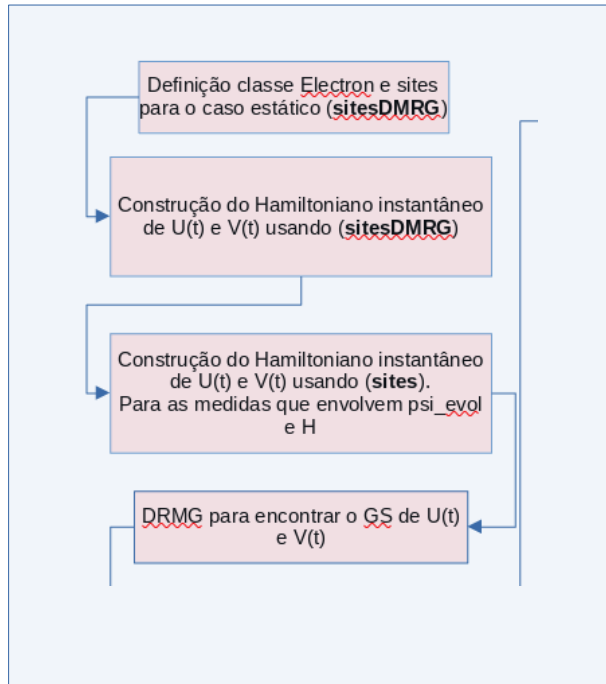 Definição classe Electron e sites
para o caso estático (sitesDMRG)
Construção do Hamiltoniano instantâneo
de U(t) e V(t) usando (sitesDMRG)
Construção do Hamiltoniano instantâneo
de U(t) e V(t) usando (sites).
Para as medidas que envolvem psi_evol
e H
DRMG para encontrar o GS de U(t)
e V(t)